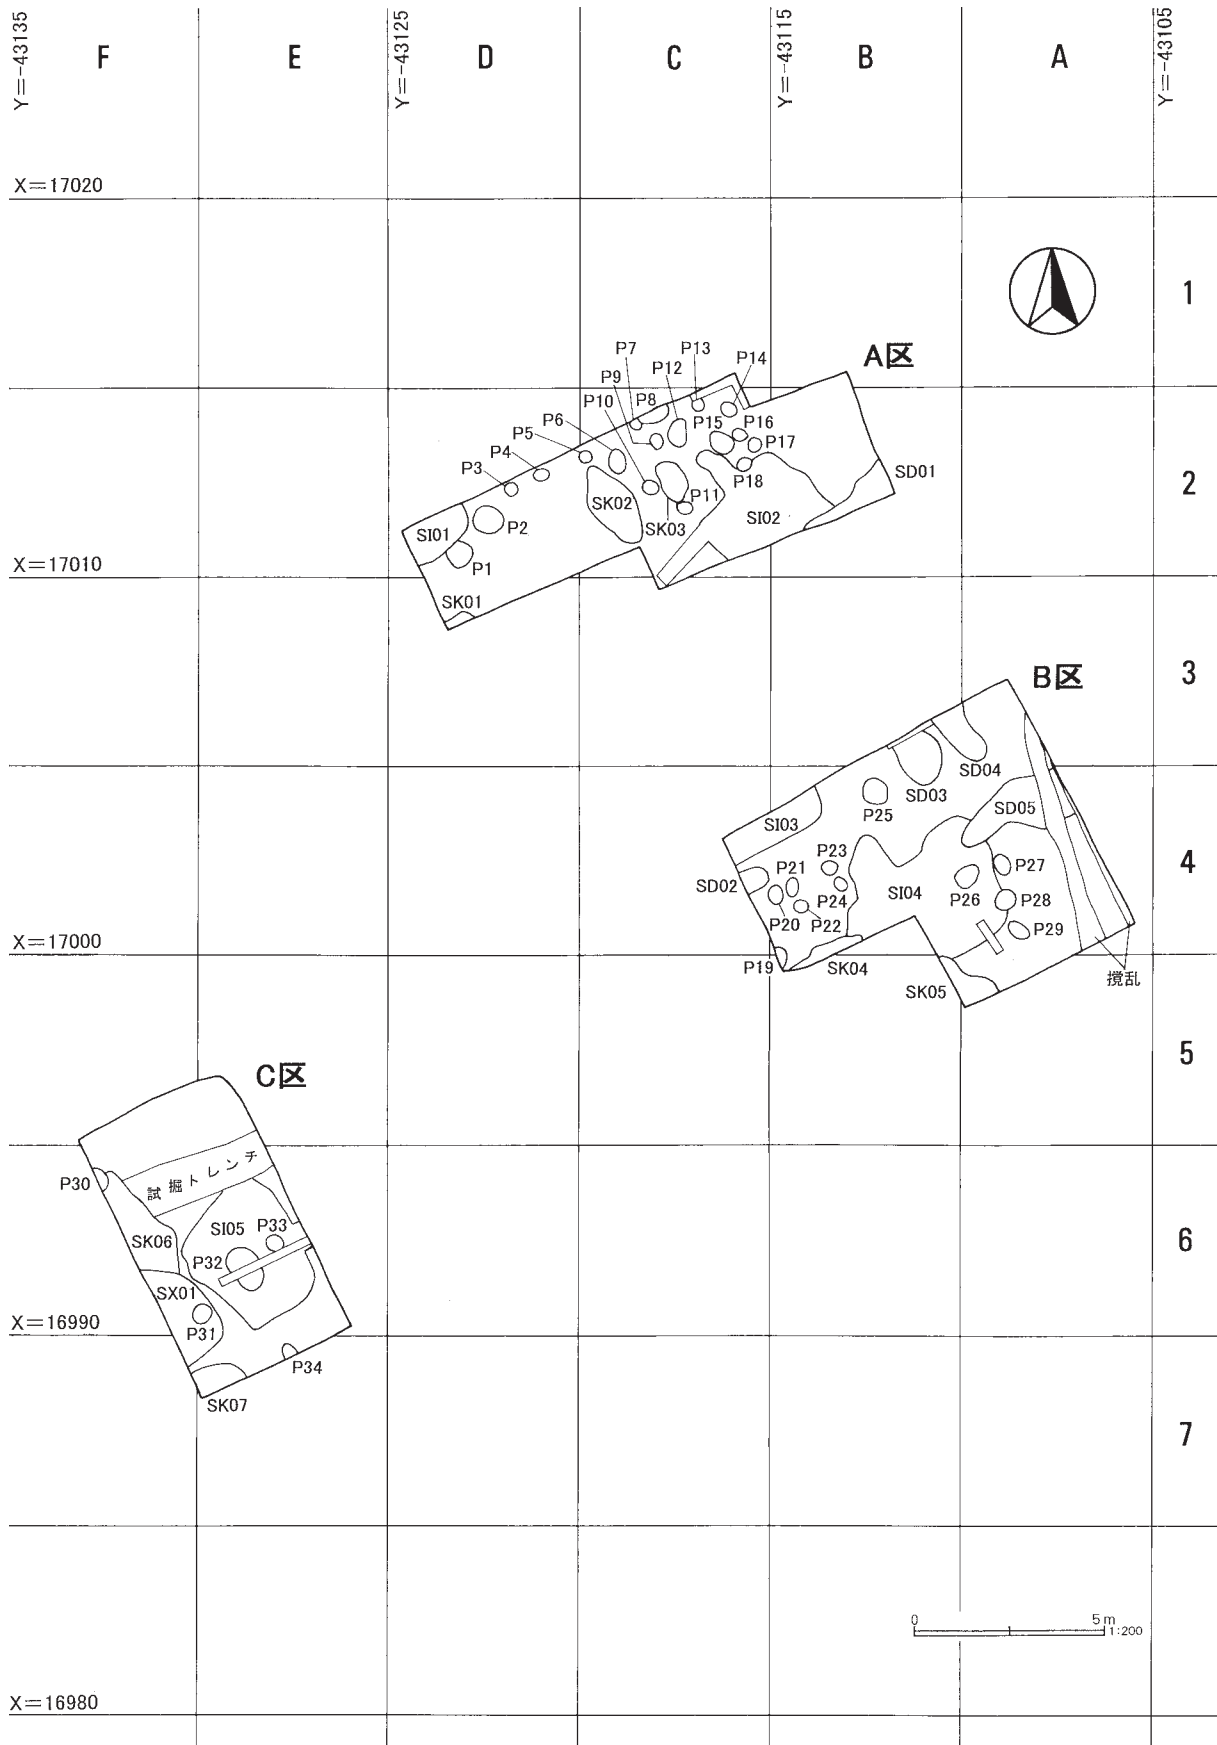 Y=-43135
F
E
Y=-43125
D
C
Y=-43115
B
A
Y=-43105
X=17020
1
A区
P7
P13
P14
P12
P9
P8
P10
P15
P16
P6
P5
P17
P4
P3
P18
SD01
2
SK02
P11
SI02
SK03
P2
SI01
P1
X=17010
SK01
B区
3
SD04
SD03
SD05
P25
SI03
P23
P27
4
SD02
P21
SI04
P26
P24
P28
P20
P22
P29
X=17000
P19
SK04
SK05
攪乱
C区
5
試掘トレンチ
P30
SI05
P33
SK06
6
P32
SX01
X=16990
P31
P34
SK07
7
0 5m
1:200
X=16980